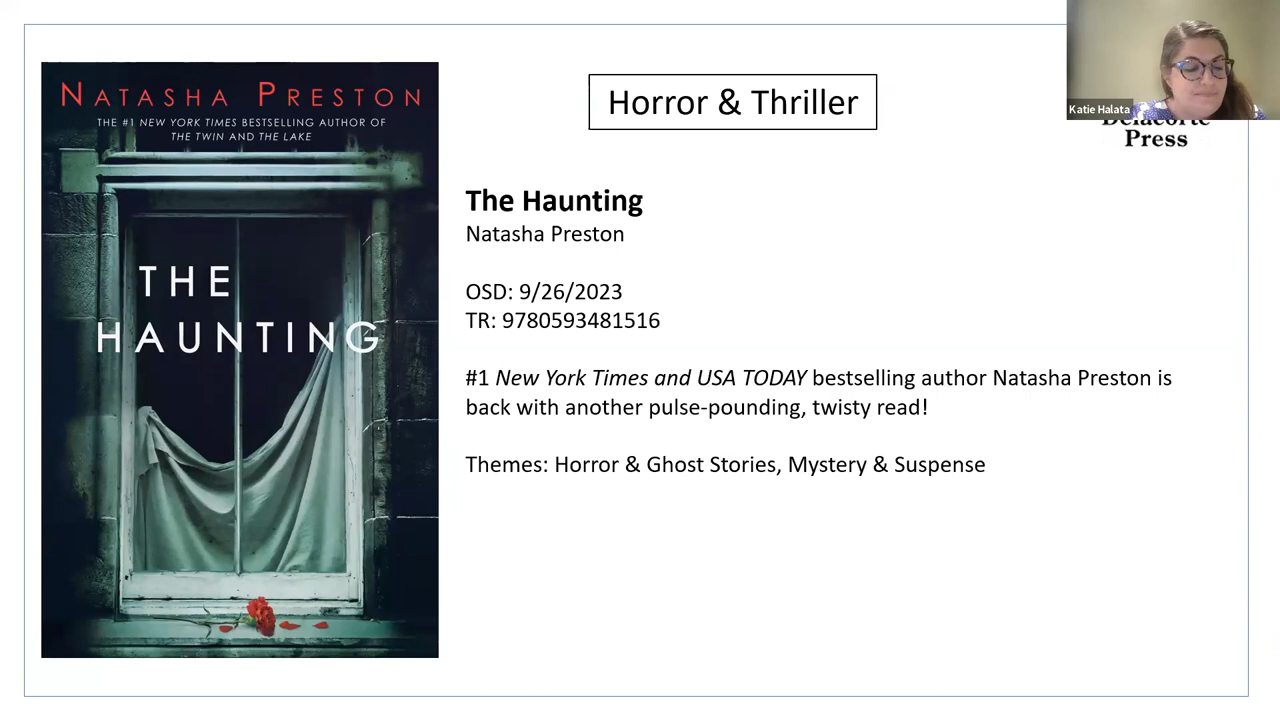 NATASHA PRESTON
THE #1 NEW YORK TIMES BESTSELLING AUTHOR OF
THE TWIN AND THE LAKE
THE
HAUNTING
Horror & Thriller
Katie Halata
Delacorte
Press
The Haunting
Natasha Preston
OSD: 9/26/2023
TR: 9780593481516
#1 New York Times and USA TODAY bestselling author Natasha Preston is
back with another pulse-pounding, twisty read!
Themes: Horror & Ghost Stories, Mystery & Suspense